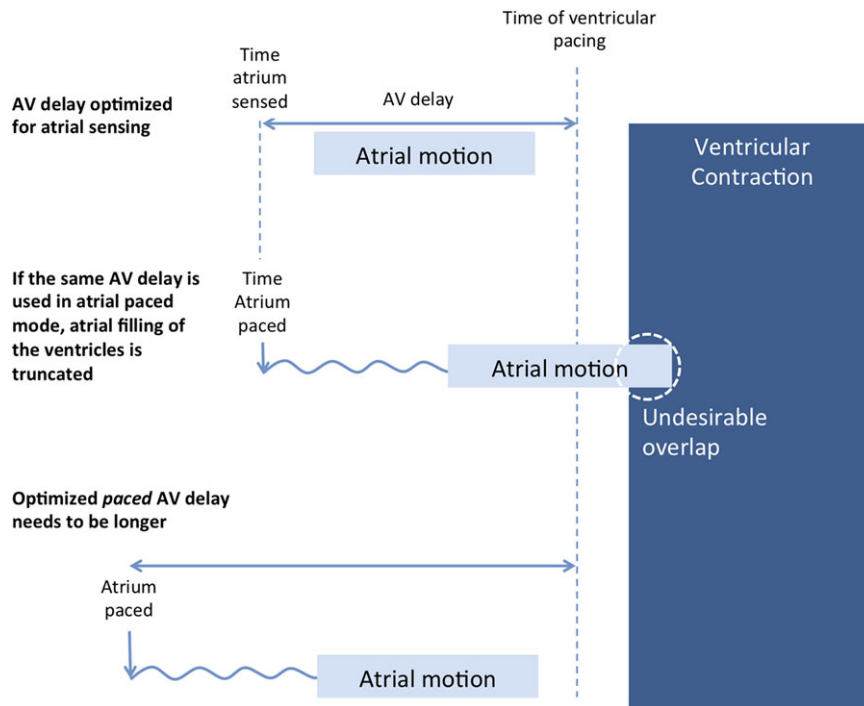 Time of ventricular
pacing
Time
atrium
sensed
AV delay optimized
for atrial sensing
AV delay
Atrial motion
Ventricular
Contraction
If the same AV delay is
used in atrial paced
mode, atrial filling of
the ventricles is
truncated
Time
Atrium
paced
Atrial motion
Undesirable
overlap
Optimized paced AV delay
needs to be longer
Atrium
paced
Atrial motion